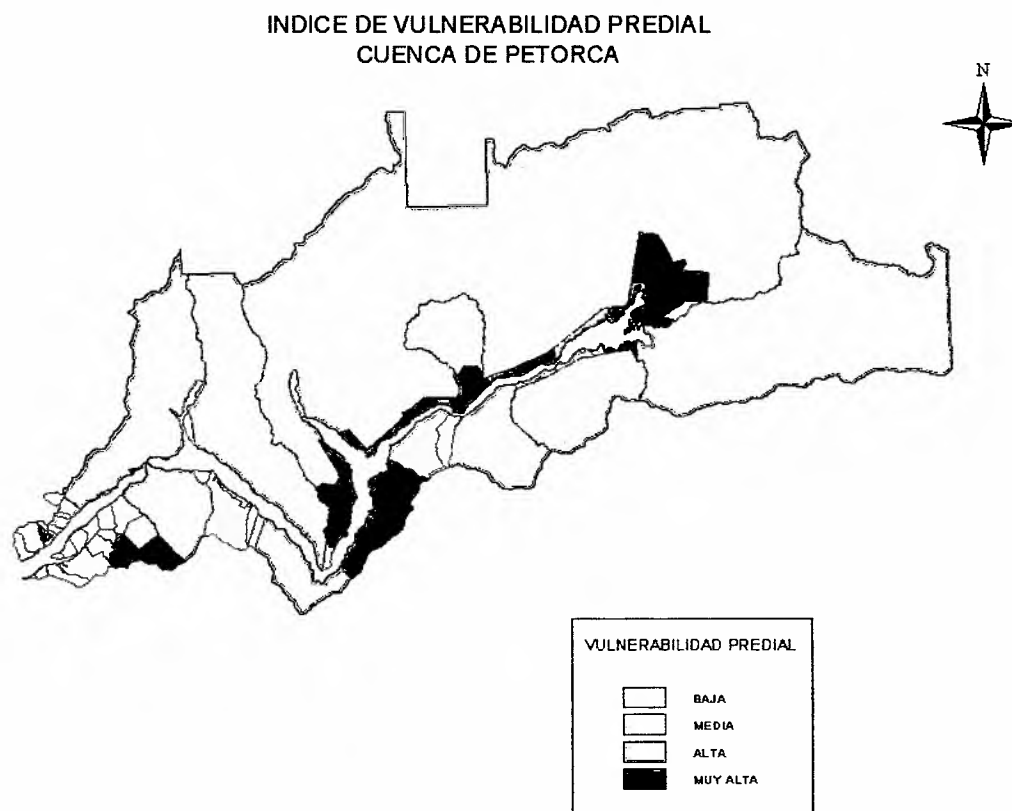 INDICE DE VULNERABILIDAD PREDIAL
CUENCA DE PETORCA
N
VULNERABILIDAD PREDIAL
BAJA
MEDIA
ALTA
MUY ALTA